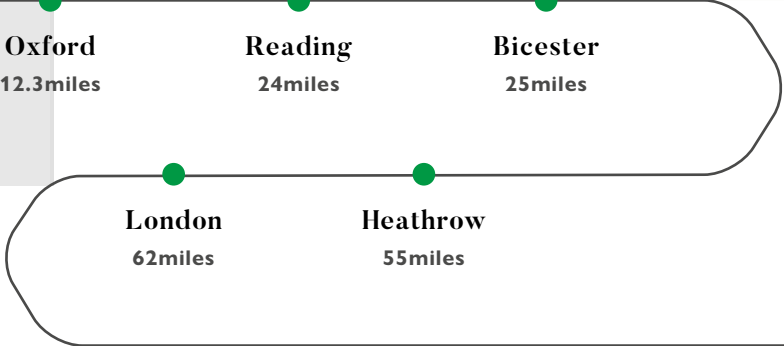 Oxford
12.3miles
Reading
24miles
Bicester
25miles
London
62miles
Heathrow
55miles